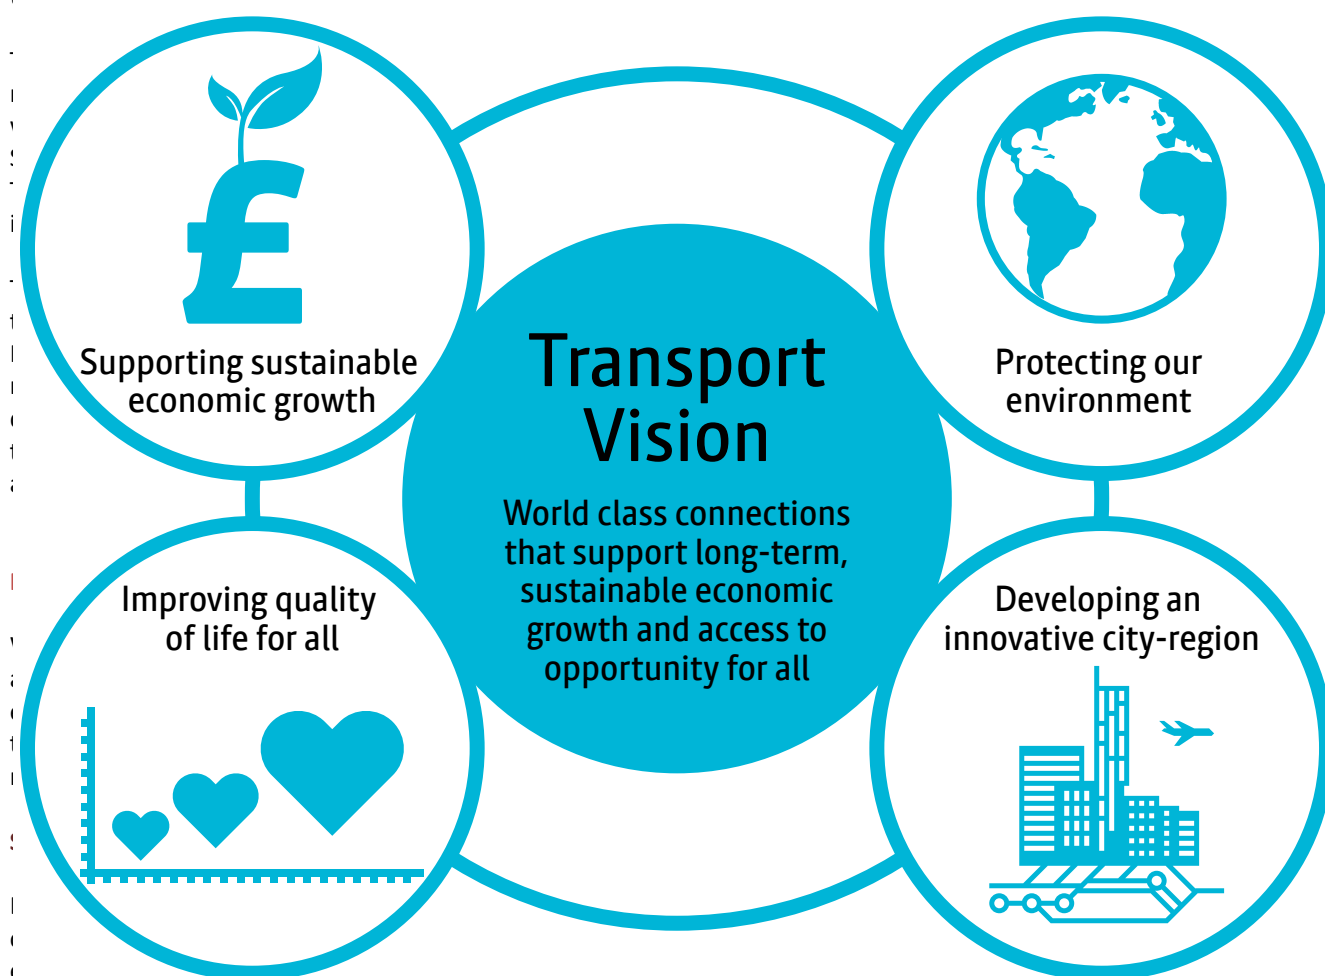 Supporting sustainable
economic growth
Protecting our
environment
Transport
Vision
World class connections
that support long-term,
sustainable economic
growth and access to
opportunity for all
Improving quality
of life for all
Developing an
innovative city-region